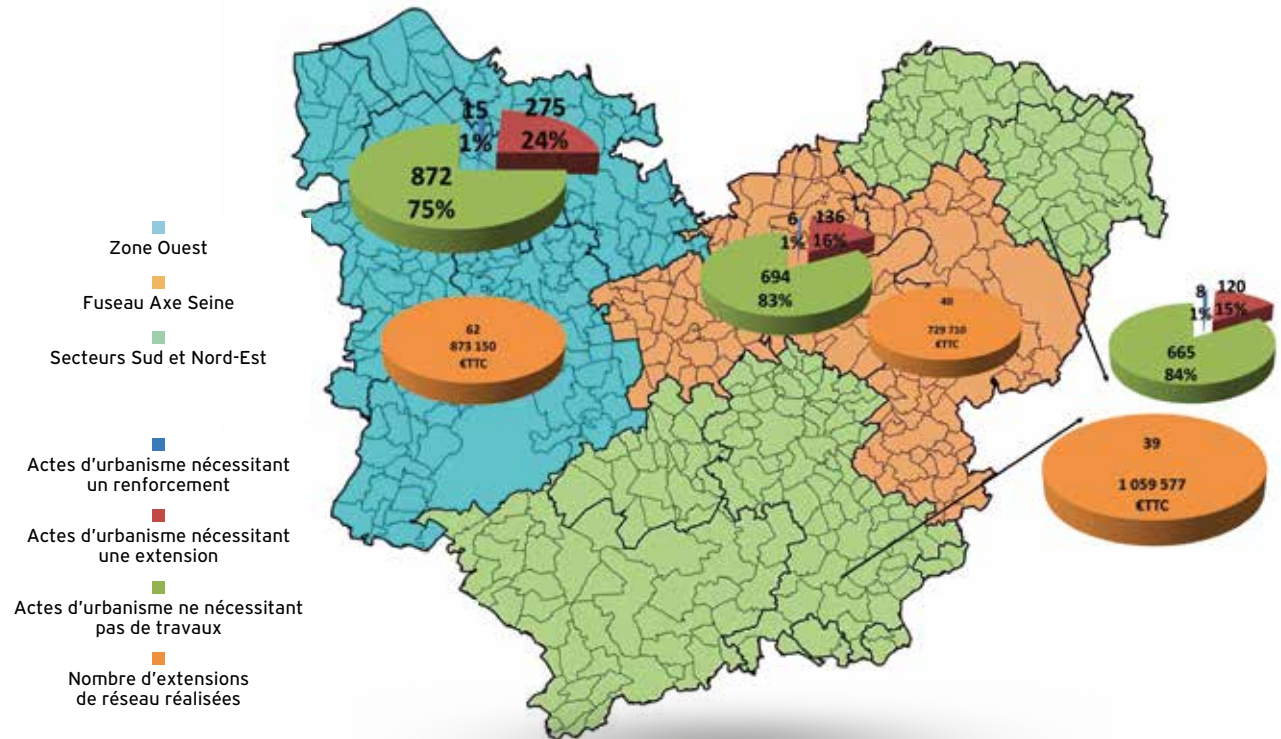 Zone Ouest
Fuseau Axe Seine
Secteurs Sud et Nord-Est
Actes d'urbanisme nécessitant
un renforcement
Actes d'urbanisme nécessitant
une extension
Actes d'urbanisme ne nécessitant
pas de travaux
Nombre d'extensions
de réseau réalisées
15
1%
275
24%
872
75%
62
873 150
€TTC
6
1%
136
16%
694
83%
729 710
€TTC
8
1%
120
15%
665
84%
39
1 059 577
€TTC